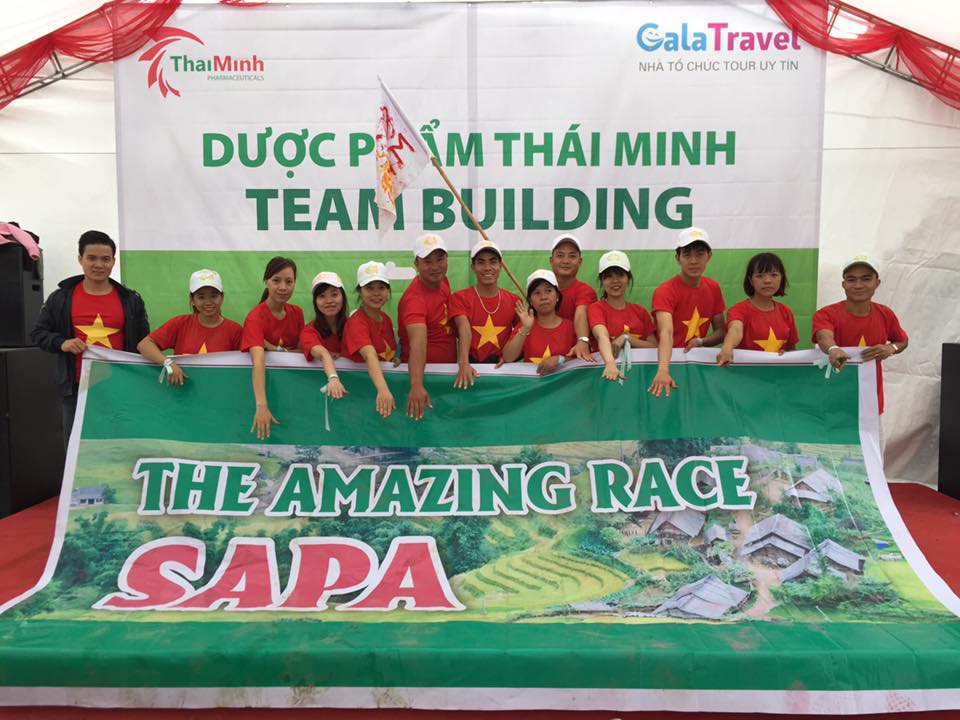 ThaiMinh
PHARMACEUTICALS
GalaTravel
NHÀ TỔ CHỨC TOUR UY TÍN
DƯỢC PHẨM THÁI MINH
TEAM BUILDING
THE AMAZING RACE
SAPA